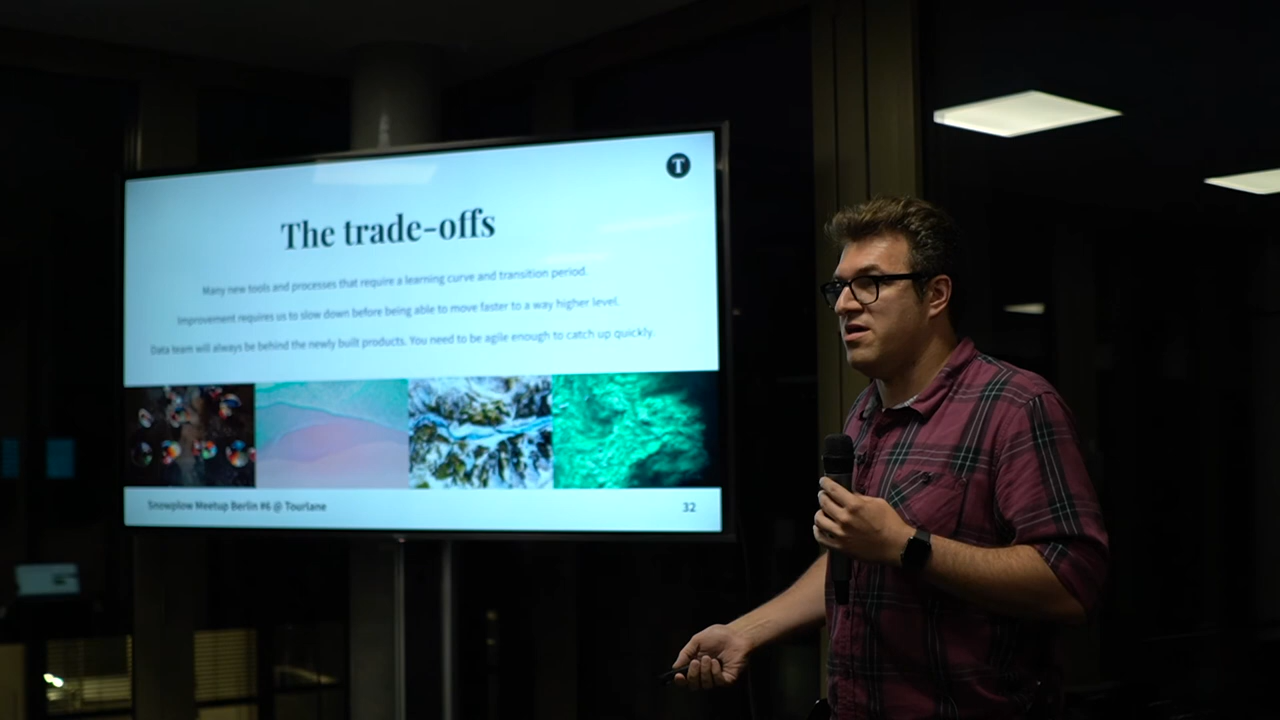 T
The trade-offs
Many new tools and processes that require a learning curve and transition period.
Improvement requires us to slow down before being able to move faster to a way higher level.
Data team will always be behind the newly built products. You need to be agile enough to catch up quickly.
Snowplow Meetup Berlin #6 @ Tourlane
32